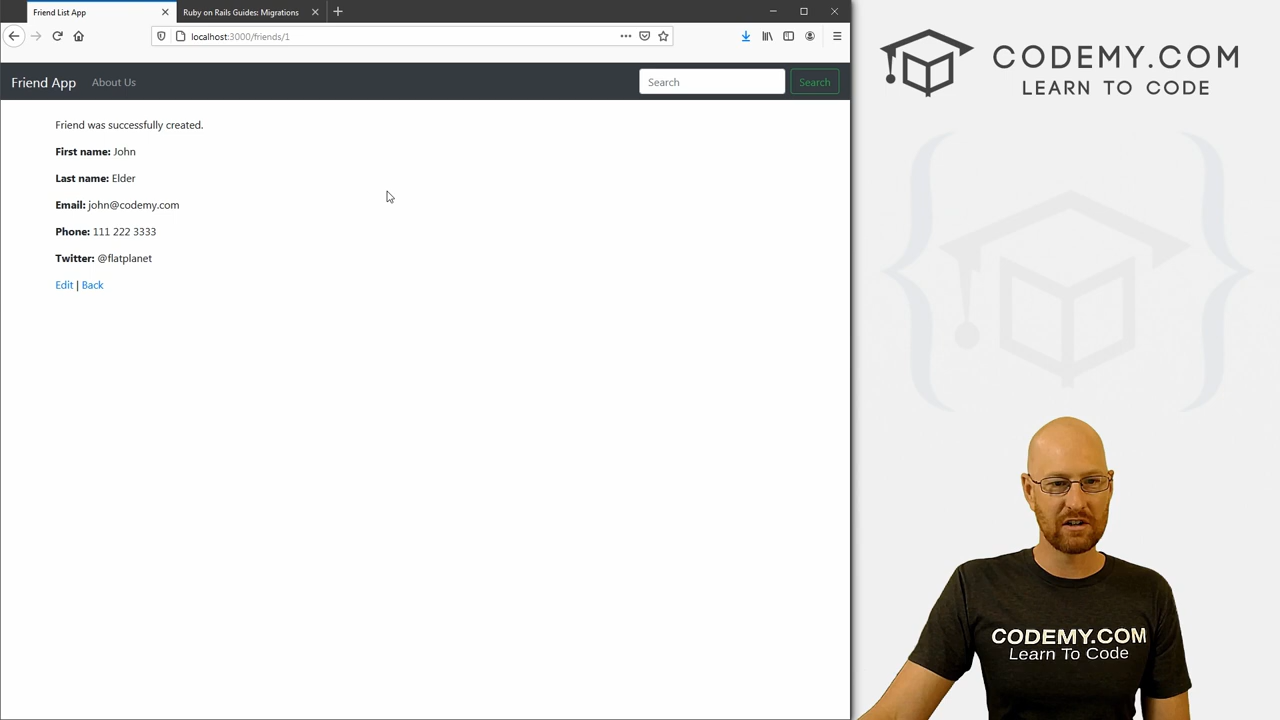 Friend List App
Ruby on Rails Guides: Migrations
localhost:3000/friends/1
Friend App
About Us
Search
Search
Friend was successfully created.
First name: John
Last name: Elder
Email: john@codemy.com
Phone: 111 222 3333
Twitter: @flatplanet
Edit | Back
CODEMY.COM
LEARN TO CODE
CODEMY.COM
Learn To Code